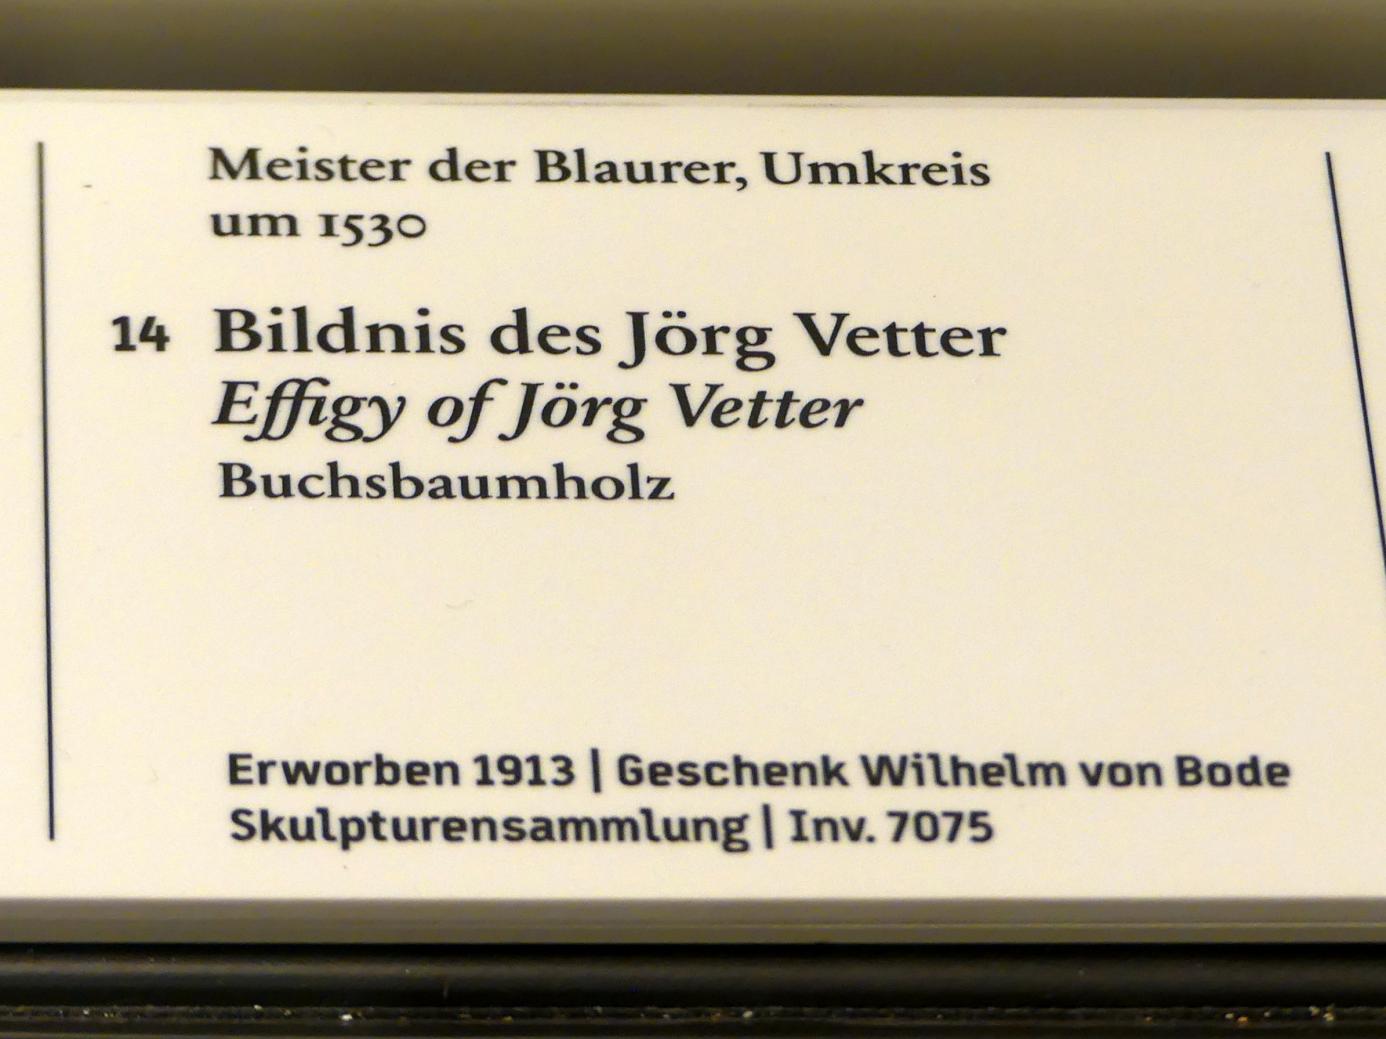 Meister der Blaurer, Umkreis
um 1530
14 Bildnis des Jörg Vetter
Effigy of Jörg Vetter
Buchsbaumholz
Erworben 1913 | Geschenk Wilhelm von Bode
Skulpturensammlung | Inv. 7075